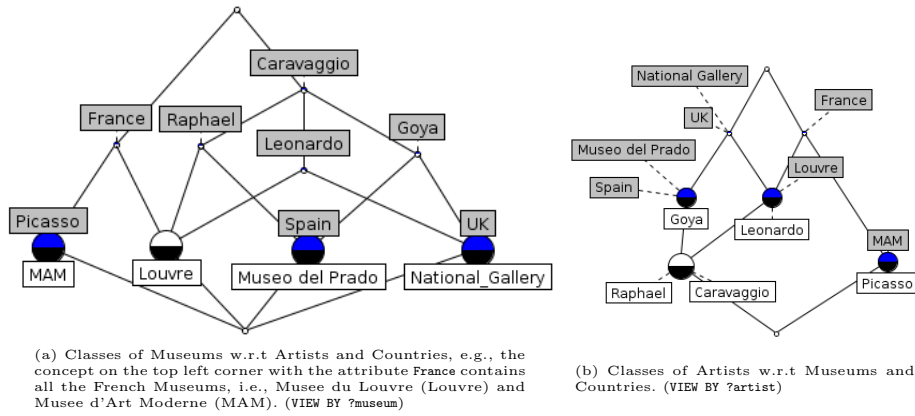 Caravaggio
France
Raphael
Goya
Leonardo
Picasso
Spain
UK
MAM
Louvre
Museo del Prado
National_Gallery
(a) Classes of Museums w.r.t Artists and Countries, e.g., the
concept on the top left corner with the attribute France contains
all the French Museums, i.e., Musee du Louvre (Louvre) and
Musee d'Art Moderne (MAM). (VIEW BY ?museum)
National Gallery
France
UK
Museo del Prado
Louvre
Spain
Goya
Leonardo
MAM
Raphael
Caravaggio
Picasso
(b) Classes of Artists w.r.t Museums and
Countries. (VIEW BY ?artist)